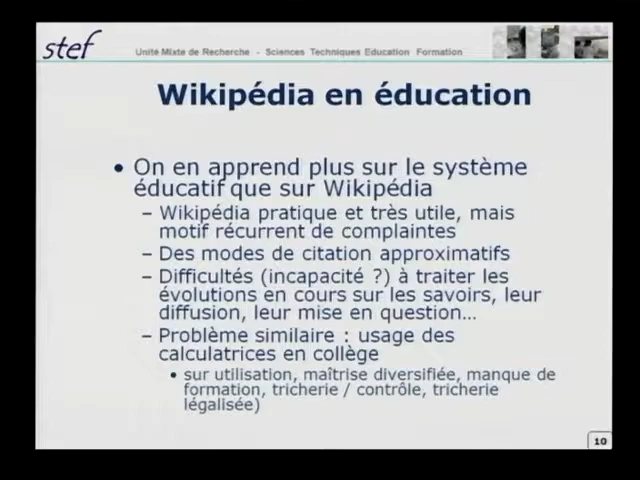 stef
Unité Mixte de Recherche - Sciences Techniques Education Formation
Wikipédia en éducation
• On en apprend plus sur le système
éducatif que sur Wikipédia
– Wikipédia pratique et très utile, mais
motif récurrent de complaintes
– Des modes de citation approximatifs
– Difficultés (incapacité ?) à traiter les
évolutions en cours sur les savoirs, leur
diffusion, leur mise en question…
– Problème similaire : usage des
calculatrices en collège
• sur utilisation, maîtrise diversifiée, manque de
formation, tricherie / contrôle, tricherie
légalisée)
10